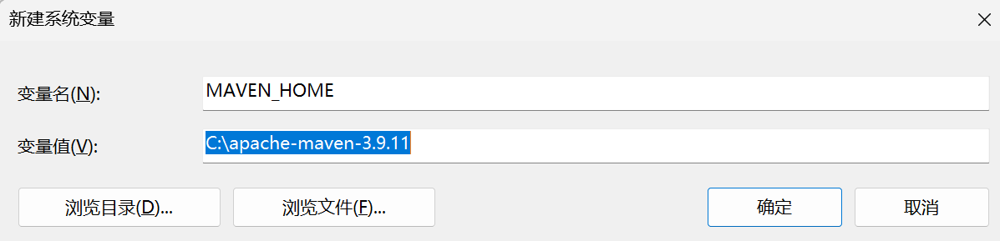 新建系统变量
变量名(N): MAVEN_HOME
变量值(V): C:\apache-maven-3.9.11
浏览目录(D)... 浏览文件(F)... 确定 取消